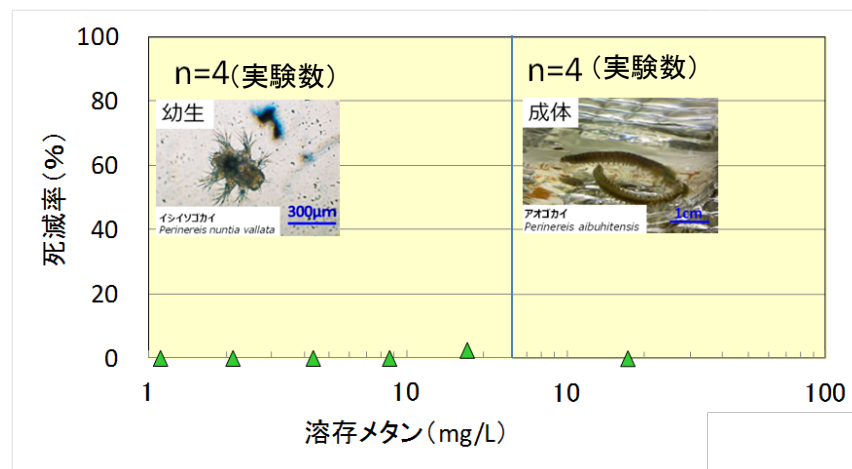 100
80
60
40
20
0
死滅率(%)
n=4(実験数)
幼生
イシイソゴカイ
Perinereis nuntia vallata
300μm
n=4(実験数)
成体
アオゴカイ
Perinereis aibuhitensis
1cm
1
10
10
100
溶存メタン(mg/L)